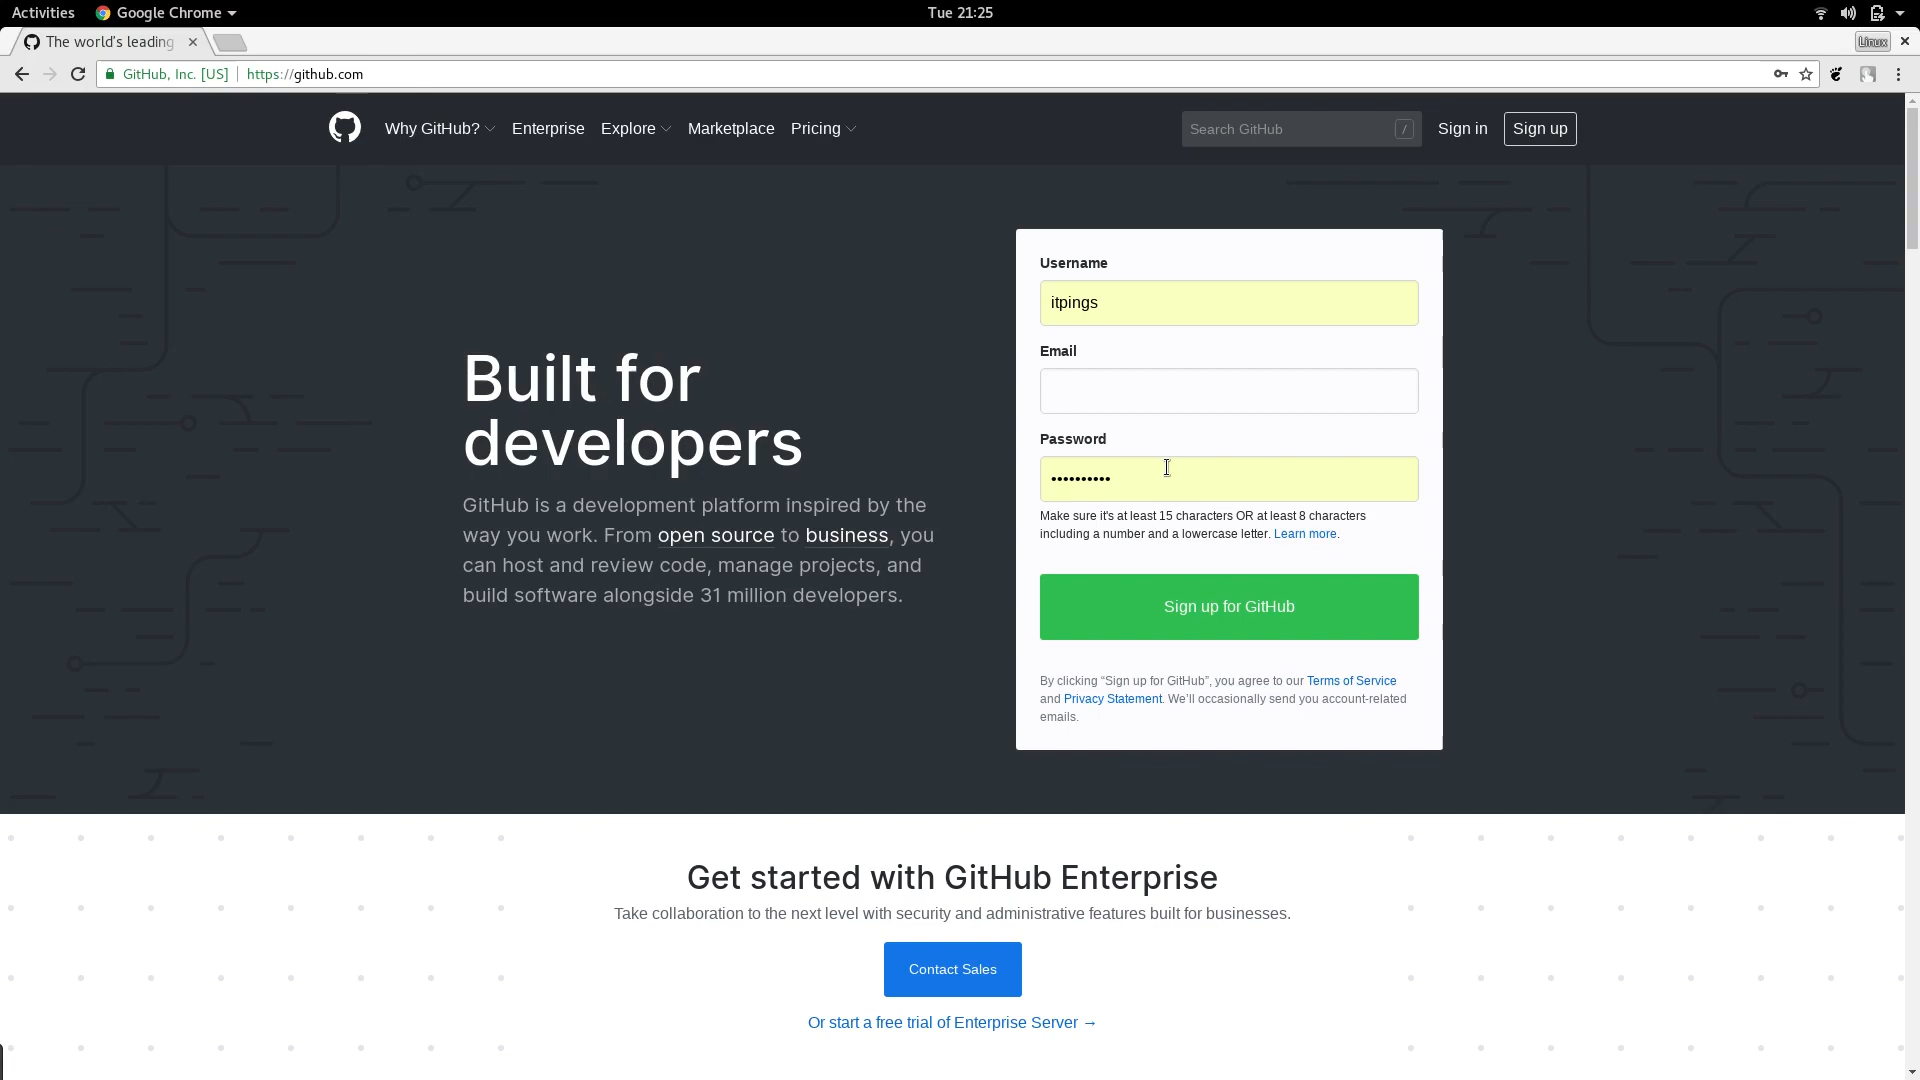 Activities
Google Chrome
Tue 21:25
The world's leading
Linux
GitHub, Inc. [US]
https://github.com
Why GitHub?
Enterprise
Explore
Marketplace
Pricing
Search GitHub
/
Sign in
Sign up
Built for
developers
GitHub is a development platform inspired by the
way you work. From open source to business, you
can host and review code, manage projects, and
build software alongside 31 million developers.
Username
itpings
Email
Password
••••••••••
Make sure it's at least 15 characters OR at least 8 characters
including a number and a lowercase letter. Learn more.
Sign up for GitHub
By clicking “Sign up for GitHub”, you agree to our Terms of Service
and Privacy Statement. We’ll occasionally send you account-related
emails.
Get started with GitHub Enterprise
Take collaboration to the next level with security and administrative features built for businesses.
Contact Sales
Or start a free trial of Enterprise Server →